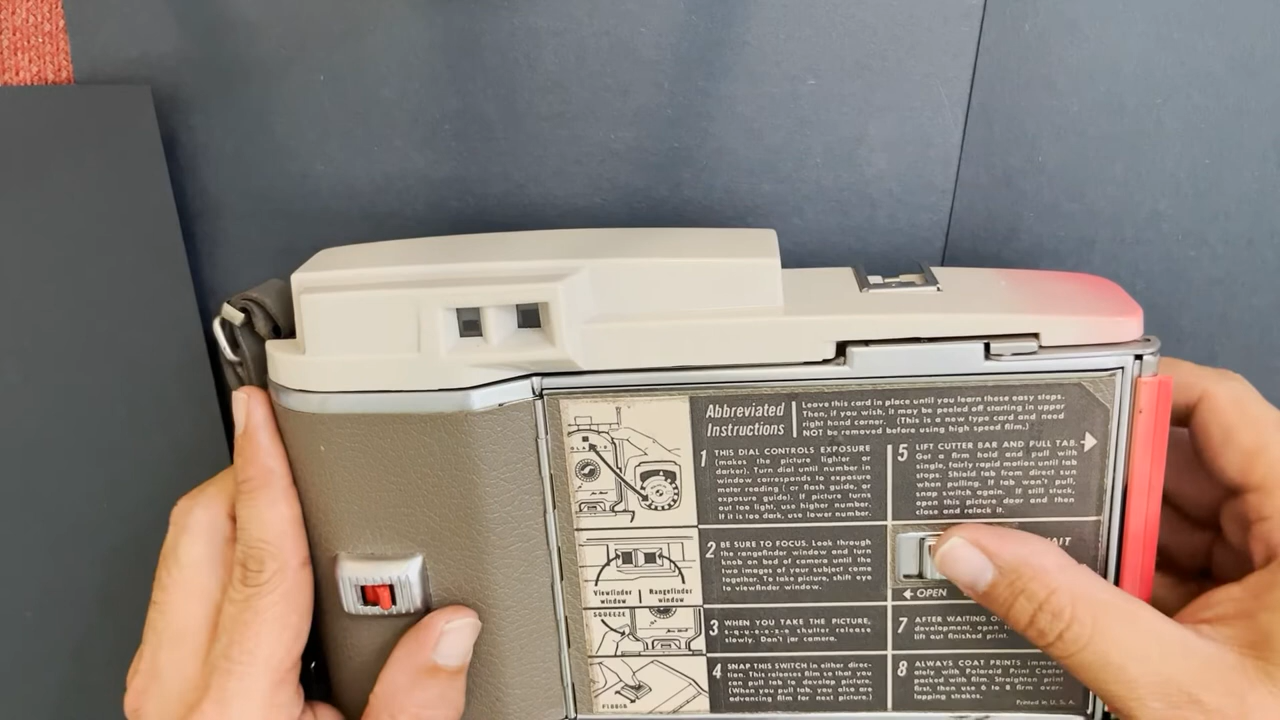 Abbreviated
Instructions
Leave this card in place until you learn these easy steps.
Then, if you wish, it may be peeled off starting in upper
right hand corner. (This is a new type card and need
NOT be removed before using high speed film.)
1 THIS DIAL CONTROLS EXPOSURE
(makes the picture lighter or
darker). Turn dial until number in
window corresponds to exposure
meter reading ( or flash guide, or
exposure guide). If picture turns
out too light, use higher number.
If it is too dark, use lower number.
2 BE SURE TO FOCUS. Look through
the rangefinder window and turn
knob on bed of camera until the
two images of your subject come
together. To take picture, shift eye
to viewfinder window.
Viewfinder
window
Rangefinder
window
SQUEEZE
3 WHEN YOU TAKE THE PICTURE,
s-q-u-e-e-z-e shutter release
slowly. Don't jar camera.
4 SNAP THIS SWITCH in either direc-
tion. This releases film so that you
can pull tab to develop picture.
(When you pull tab, you also are
advancing film for next picture.)
5 LIFT CUTTER BAR AND PULL TAB.
Get a firm hold and pull with
single, fairly rapid motion until tab
stops. Shield tab from direct sun
when pulling. If tab won't pull,
snap switch again. If still stuck,
open this picture door and then
close and relock it.
WAIT
OPEN
7 AFTER WAITING
development, open
lift out finished print.
8 ALWAYS COAT PRINTS
ately with Polaroid Print Coater
packed with film. Straighten print
first, then use 6 to 8 firm over-
lapping strokes.
Printed in U. S. A.